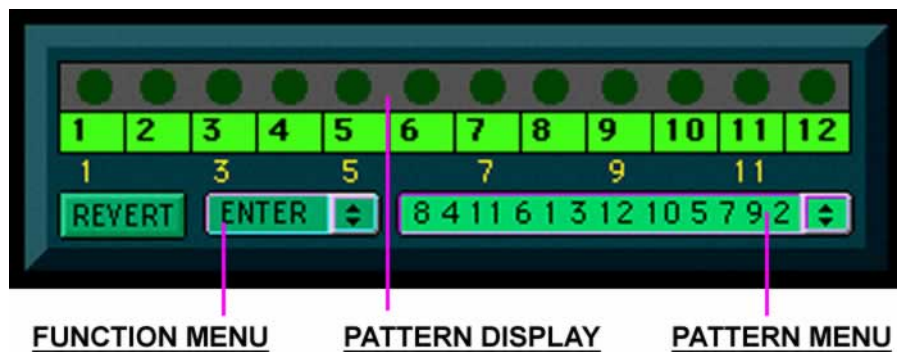 1 2 3 4 5 6 7 8 9 10 11 12
1 3 5 7 9 11
REVERT ENTER 8 4 11 6 1 3 12 10 5 7 9 2
FUNCTION MENU PATTERN DISPLAY PATTERN MENU